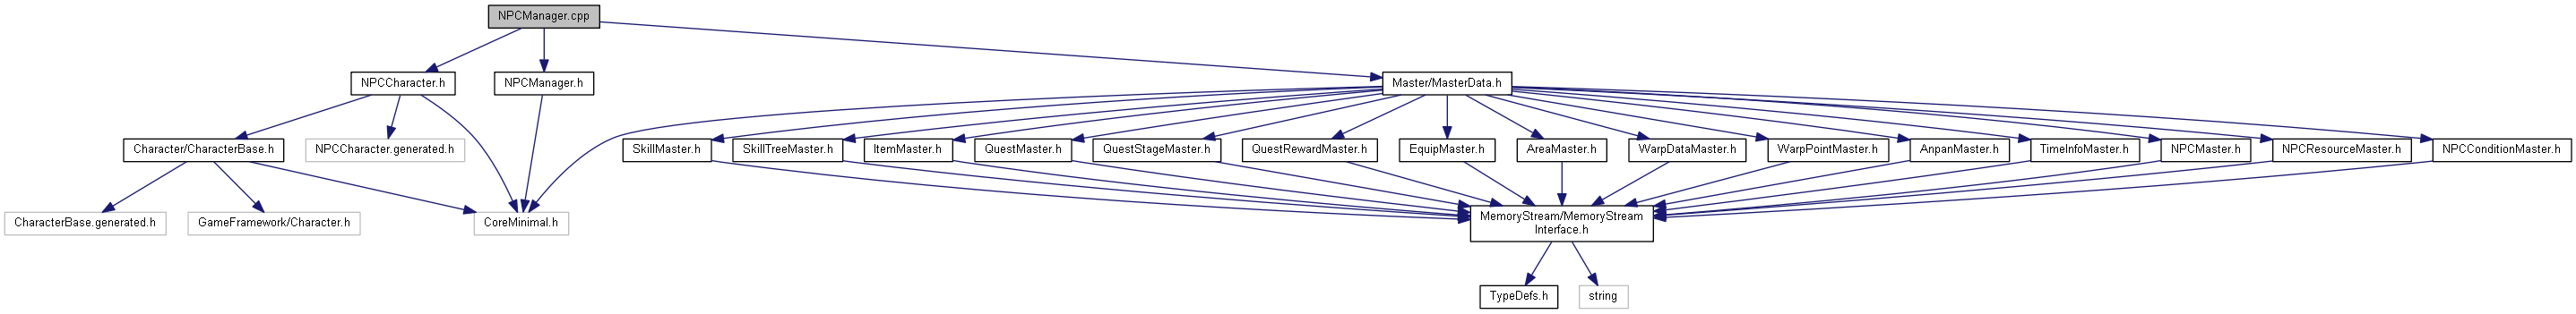 NPCManager.cpp
NPCCharacter.h
NPCManager.h
Master/MasterData.h
Character/CharacterBase.h
NPCCharacter.generated.h
SkillMaster.h
SkillTreeMaster.h
ItemMaster.h
QuestMaster.h
QuestStageMaster.h
QuestRewardMaster.h
EquipMaster.h
AreaMaster.h
WarpDataMaster.h
WarpPointMaster.h
AnpanMaster.h
TimeInfoMaster.h
NPCMaster.h
NPCResourceMaster.h
NPCConditionMaster.h
CharacterBase.generated.h
GameFramework/Character.h
CoreMinimal.h
MemoryStream/MemoryStream
Interface.h
TypeDefs.h
string